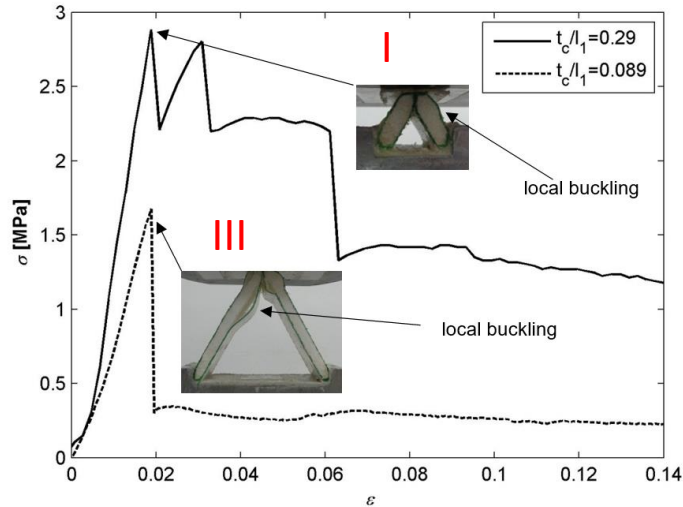 3
2.5
2
1.5
1
0.5
0
σ [MPa]
I
t_c/l_1=0.29
t_c/l_1=0.089
local buckling
III
local buckling
0
0.02
0.04
0.06
0.08
0.1
0.12
0.14
ε